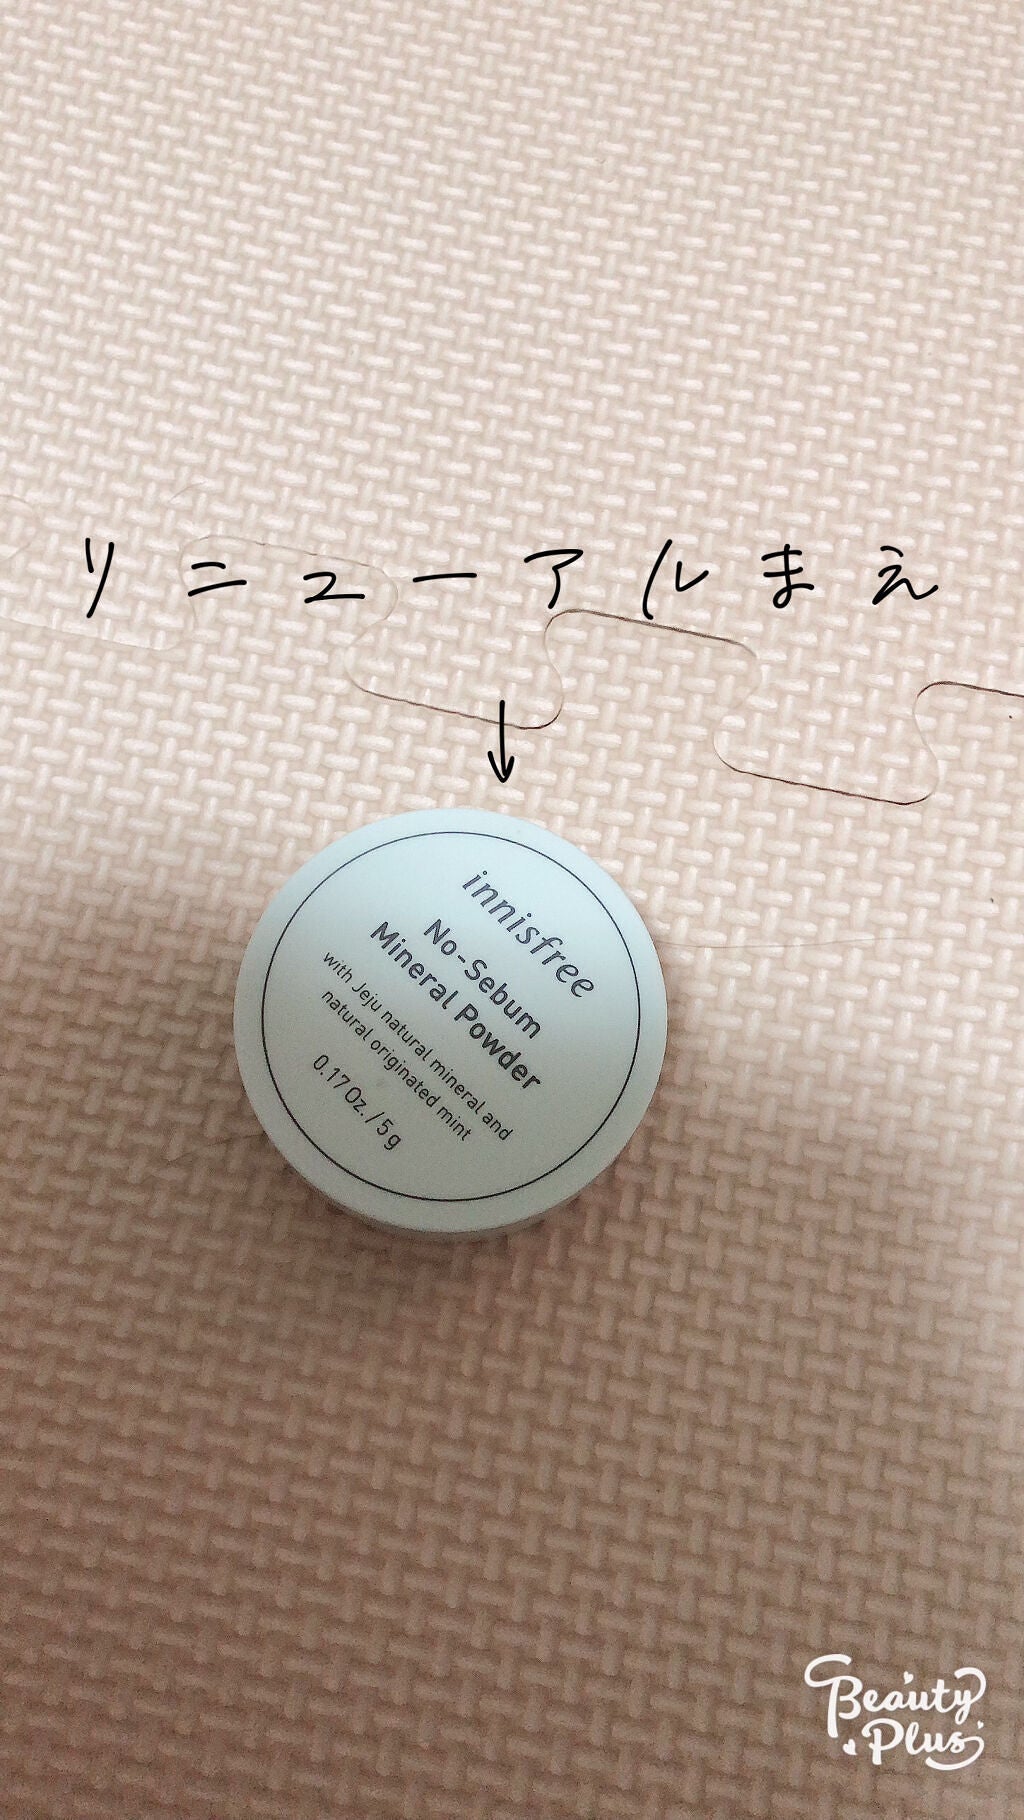 リニューアルまえ
↓
innisfree
No-Sebum
Mineral Powder
with Jeju natural mineral and
natural originated mint
0.17 Oz. / 5 g
Beauty
Plus